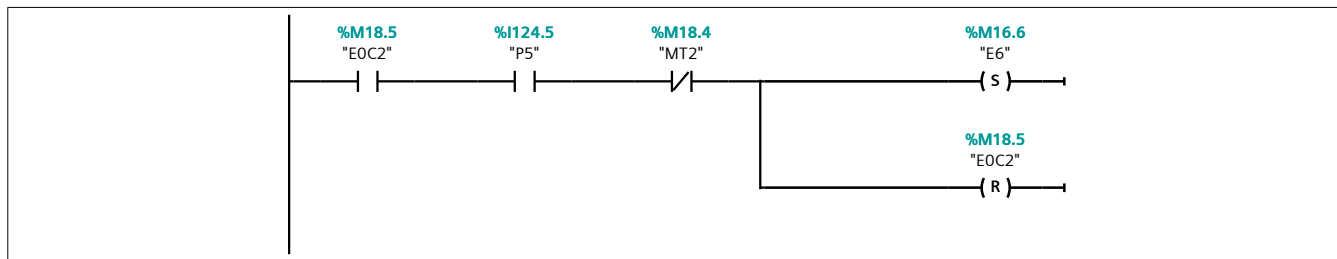 %M18.5 %I124.5 %M18.4 %M16.6
"E0C2" "P5" "MT2" "E6"
S
%M18.5
"E0C2"
R